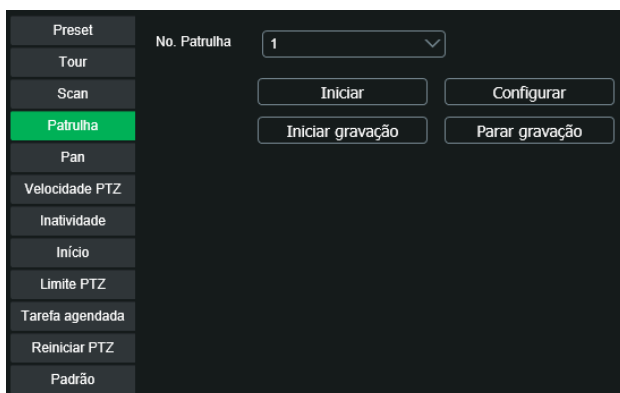 Preset
Tour
Scan
Patrulha
Pan
Velocidade PTZ
Inatividade
Início
Limite PTZ
Tarefa agendada
Reiniciar PTZ
Padrão
No. Patrulha
1
Iniciar
Configurar
Iniciar gravação
Parar gravação